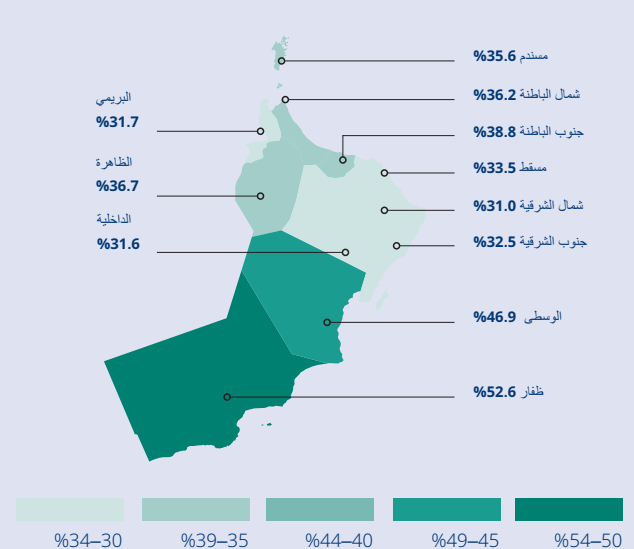 مسندم %35.6
شمال الباطنة %36.2
جنوب الباطنة %38.8
مسقط %33.5
شمال الشرقية %31.0
جنوب الشرقية %32.5
الوسطى %46.9
ظفار %52.6
البريمي
%31.7
الظاهرة
%36.7
الداخلية
%31.6
%34–30
%39–35
%44–40
%49–45
%54–50